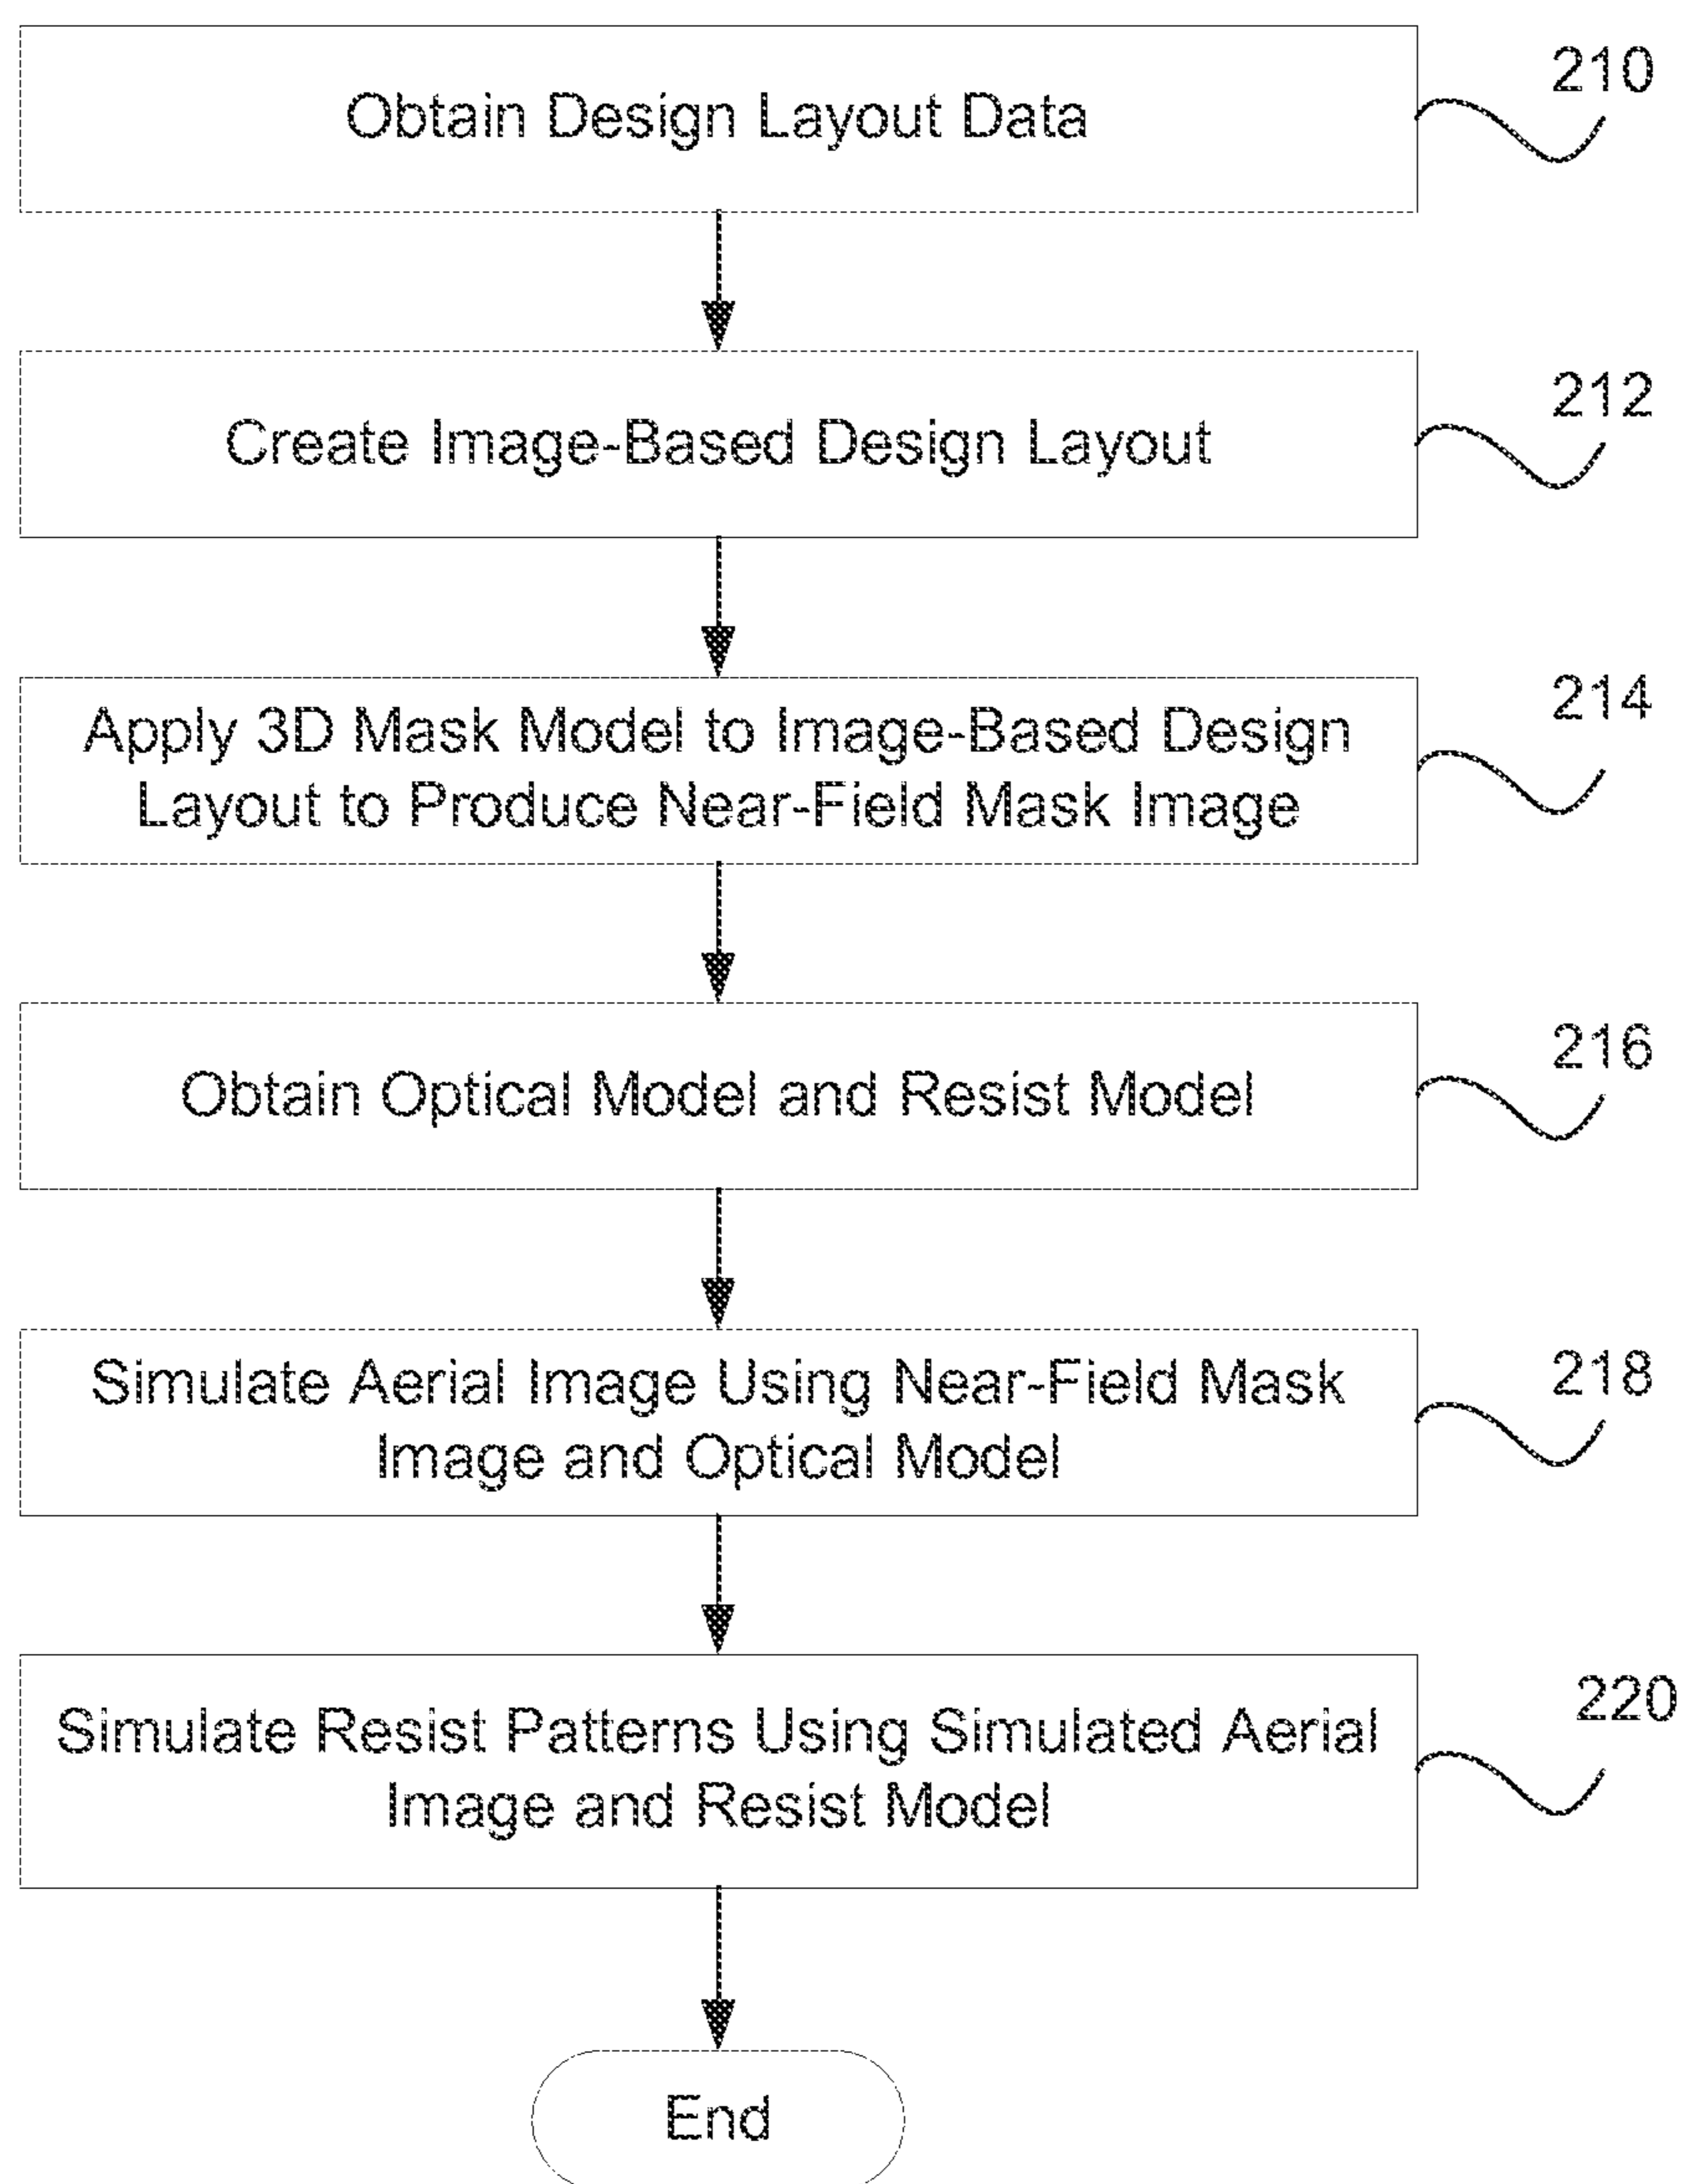 210
Obtain Design Layout Data
212
Create Image-Based Design Layout
214
Apply 3D Mask Model to Image-Based Design
Layout to Produce Near-Field Mask Image
216
Obtain Optical Model and Resist Model
218
Simulate Aerial Image Using Near-Field Mask
Image and Optical Model
220
Simulate Resist Patterns Using Simulated Aerial
Image and Resist Model
End